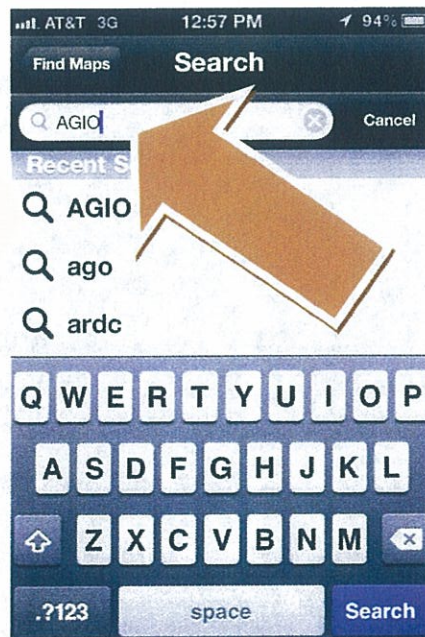 AT&T 3G 12:57 PM 94%
Find Maps Search
AGIO Cancel
Recent S
AGIO
ago
ardc
Q W E R T Y U I O P
A S D F G H J K L
Z X C V B N M
.?123 space Search